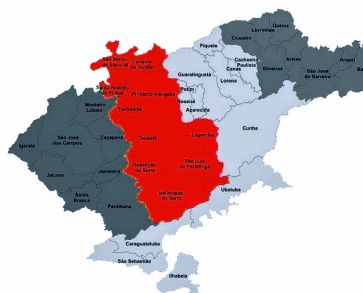 Queluz
Lavrinhas
Cruzeiro
Piquete
Cachoeira
Paulista
Areias
Arapeí
São José
do Barreiro
Silveiras
Canas
Lorena
Guaratinguetá
Potim
Roseira
Aparecida
Cunha
São Bento
do Sapucaí
Campos
do Jordão
Santo Antônio
do Pinhal
Pindamonhangaba
Monteiro
Lobato
Tremembé
Taubaté
Lagoinha
Caçapava
São José
dos Campos
Igaratá
Jacareí
Jambeiro
Redenção
da Serra
São Luiz
do Paraitinga
Santa
Branca
Paraibuna
Natividade
da Serra
Ubatuba
Caraguatatuba
São Sebastião
Ilhabela